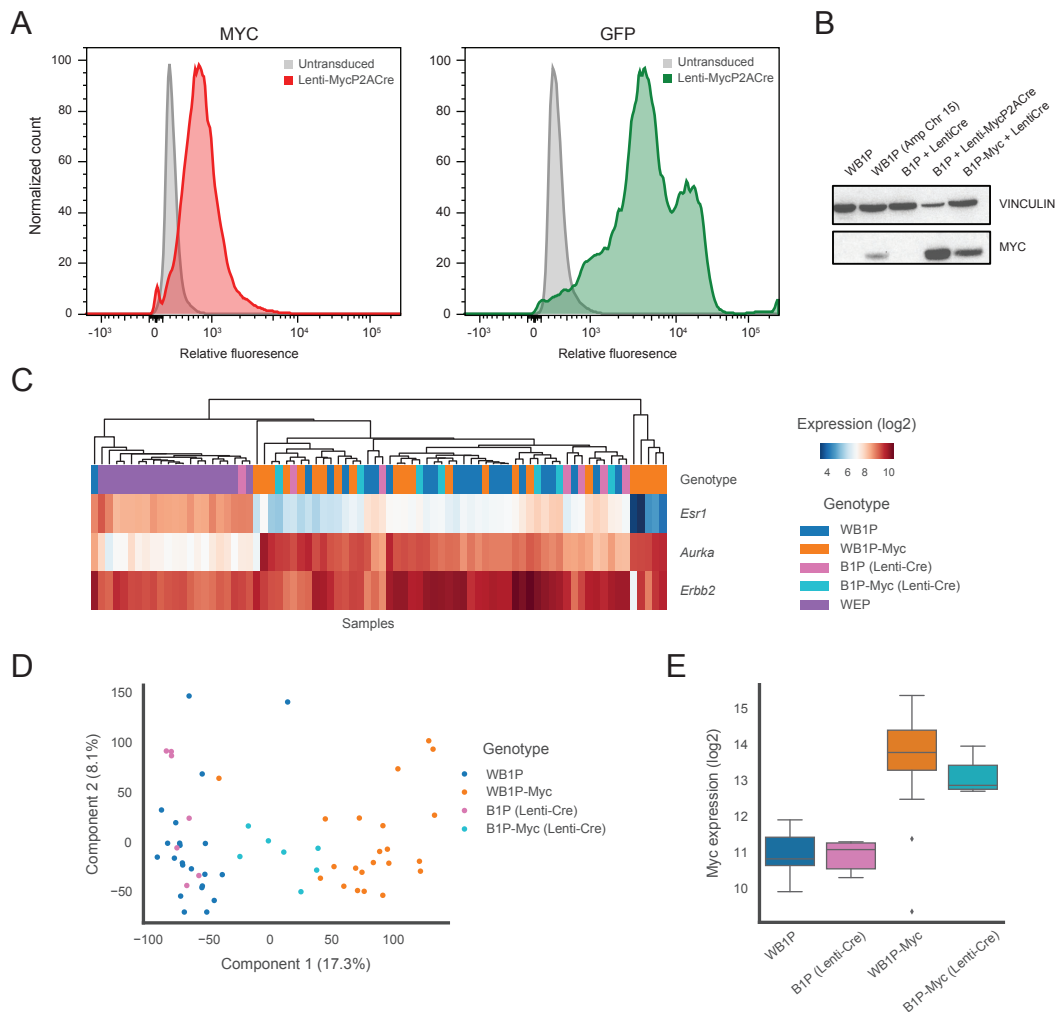 A
MYC
Normalized count
100
80
60
40
20
0
Untransduced
Lenti-MycP2ACre
-10³
0
10³
10⁴
10⁵
Relative fluoresence
GFP
100
80
60
40
20
0
Untransduced
Lenti-MycP2ACre
-10³
0
10³
10⁴
10⁵
Relative fluoresence
B
WB1P
WB1P (Amp Chr 15)
B1P + LentiCre
B1P + Lenti-MycP2ACre
B1P-Myc + LentiCre
VINCULIN
MYC
C
Genotype
Esr1
Aurka
Erbb2
Samples
Expression (log2)
4 6 8 10
Genotype
WB1P
WB1P-Myc
B1P (Lenti-Cre)
B1P-Myc (Lenti-Cre)
WEP
D
Component 2 (8.1%)
150
100
50
0
−50
−100
−50
0
50
100
Component 1 (17.3%)
Genotype
WB1P
WB1P-Myc
B1P (Lenti-Cre)
B1P-Myc (Lenti-Cre)
E
Myc expression (log2)
15
14
13
12
11
10
WB1P
B1P (Lenti-Cre)
WB1P-Myc
B1P-Myc (Lenti-Cre)